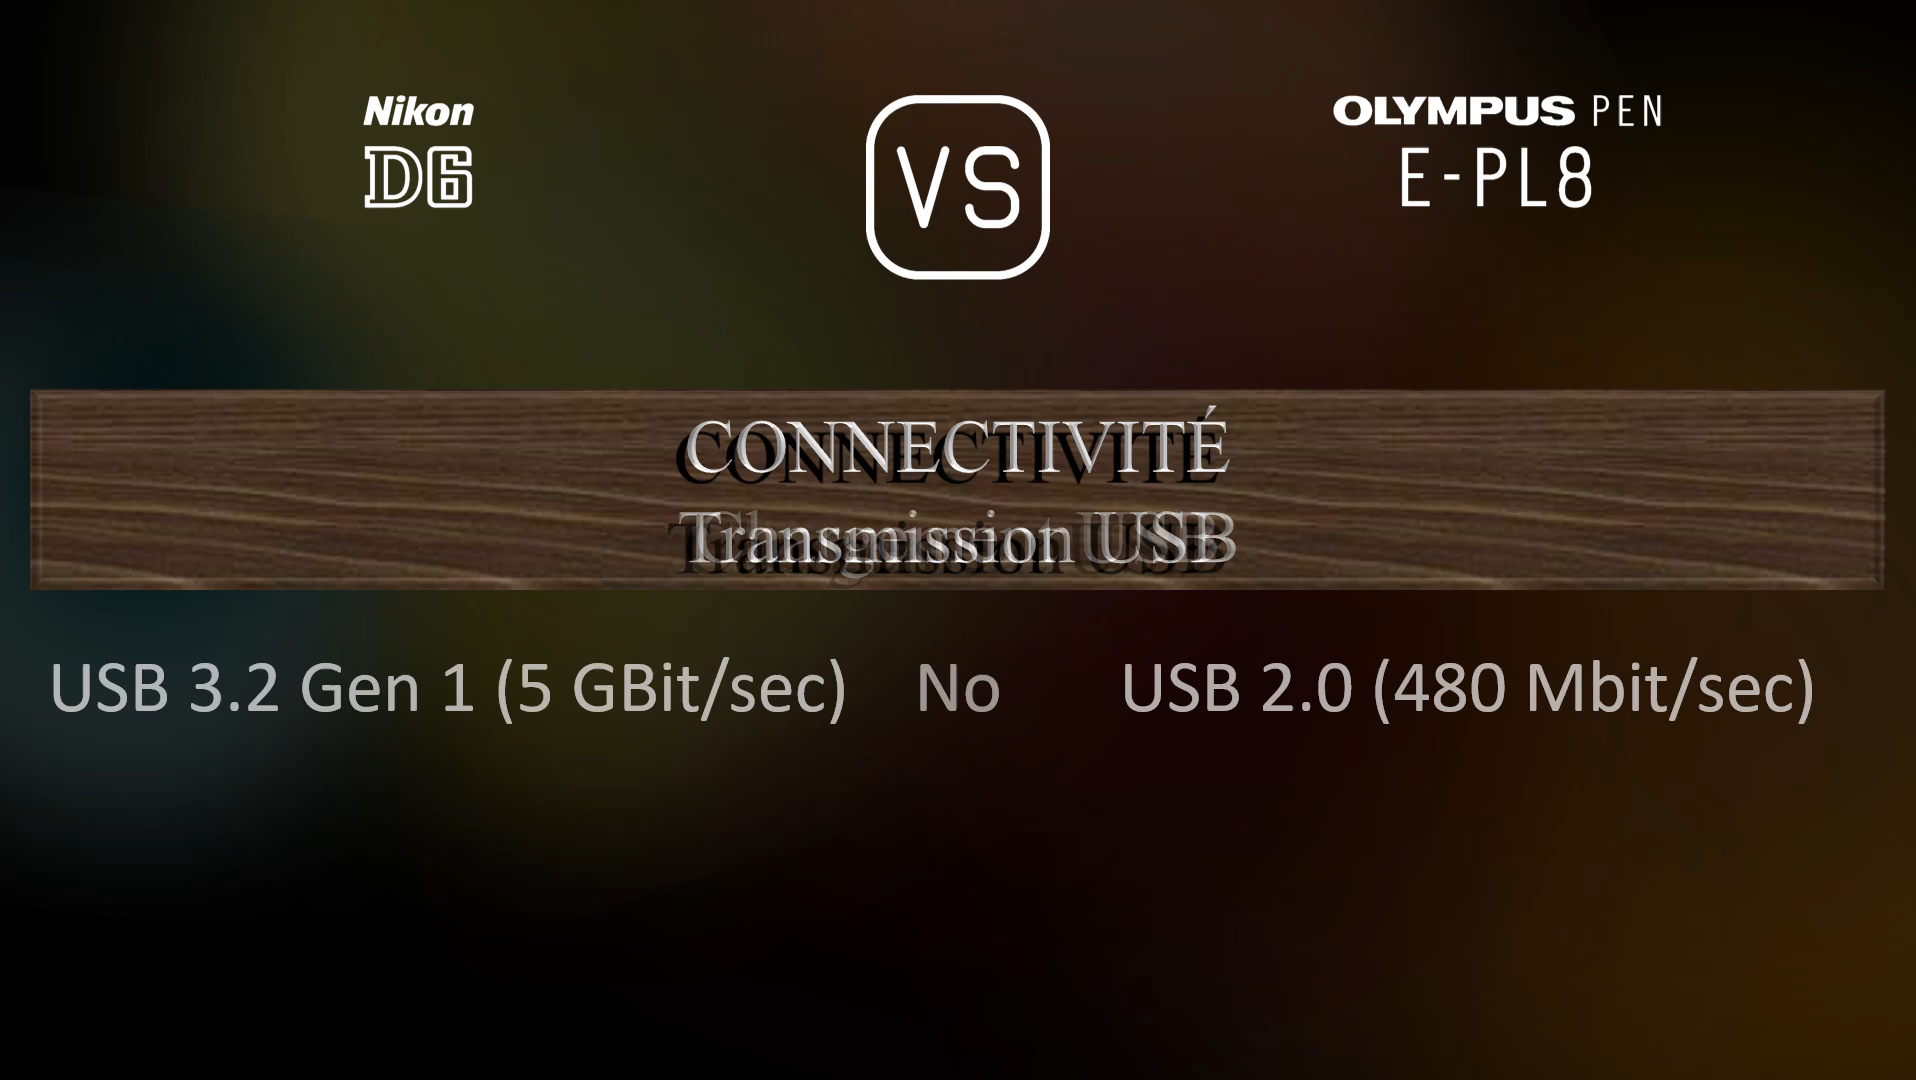 Nikon
D6
VS
OLYMPUS PEN
E-PL8
CONNECTIVITÉ
Transmission USB
USB 3.2 Gen 1 (5 GBit/sec) No USB 2.0 (480 Mbit/sec)